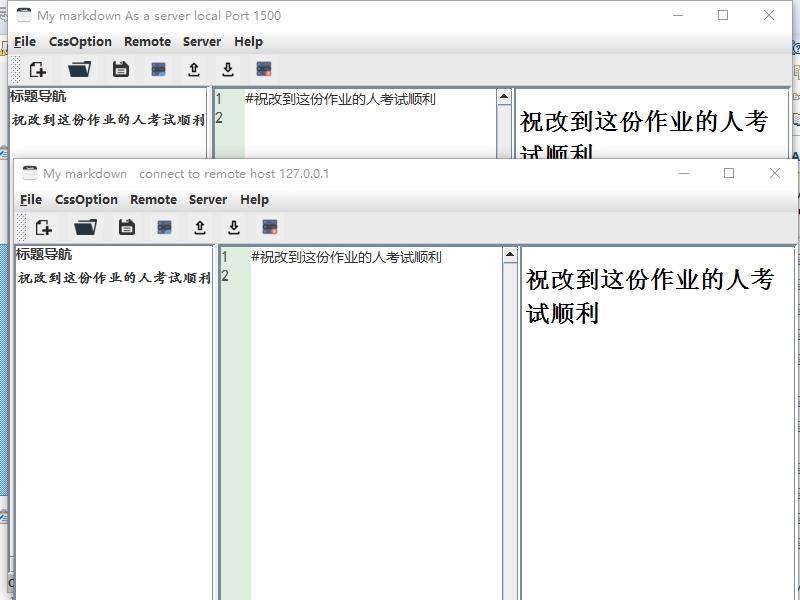 My markdown As a server local Port 1500
File CssOption Remote Server Help
标题导航
祝改到这份作业的人考试顺利
1 #祝改到这份作业的人考试顺利
2
祝改到这份作业的人考
试顺利
My markdown connect to remote host 127.0.0.1
File CssOption Remote Server Help
标题导航
祝改到这份作业的人考试顺利
1 #祝改到这份作业的人考试顺利
2
祝改到这份作业的人考
试顺利